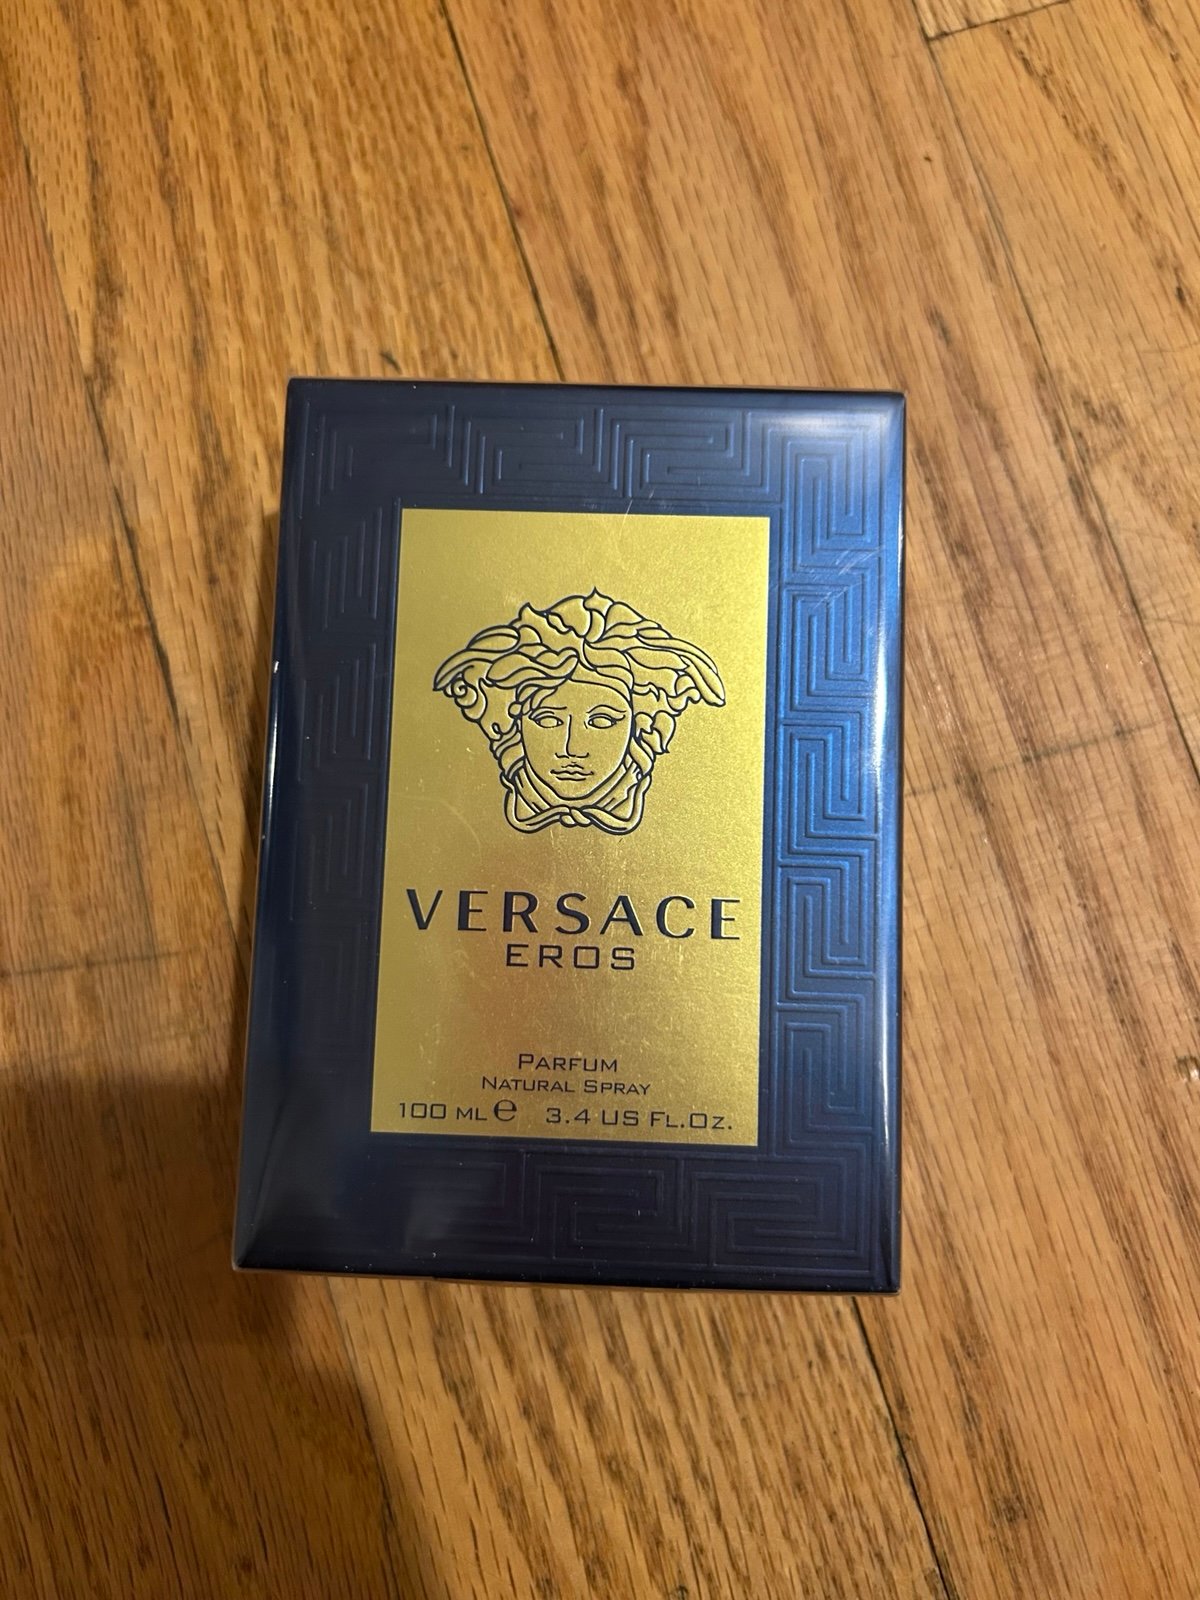 VERSACE
EROS
PARFUM
NATURAL SPRAY
100 ML ℮ 3.4 US FL.OZ.